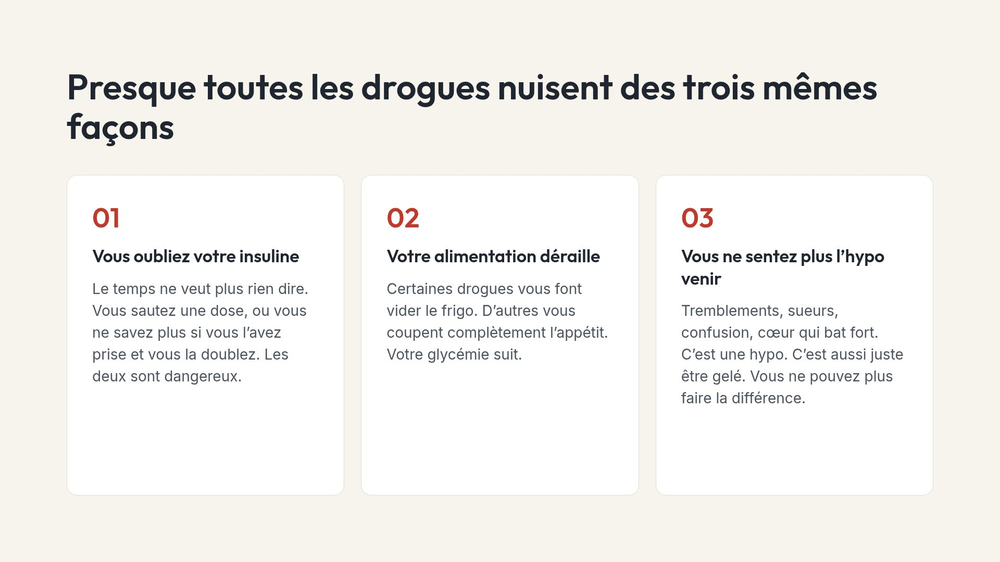 Presque toutes les drogues nuisent des trois mêmes
façons
01
Vous oubliez votre insuline
Le temps ne veut plus rien dire.
Vous sautez une dose, ou vous
ne savez plus si vous l’avez
prise et vous la doublez. Les
deux sont dangereux.
02
Votre alimentation déraille
Certaines drogues vous font
vider le frigo. D’autres vous
coupent complètement l’appétit.
Votre glycémie suit.
03
Vous ne sentez plus l’hypo
venir
Tremblements, sueurs,
confusion, cœur qui bat fort.
C’est une hypo. C’est aussi juste
être gelé. Vous ne pouvez plus
faire la différence.